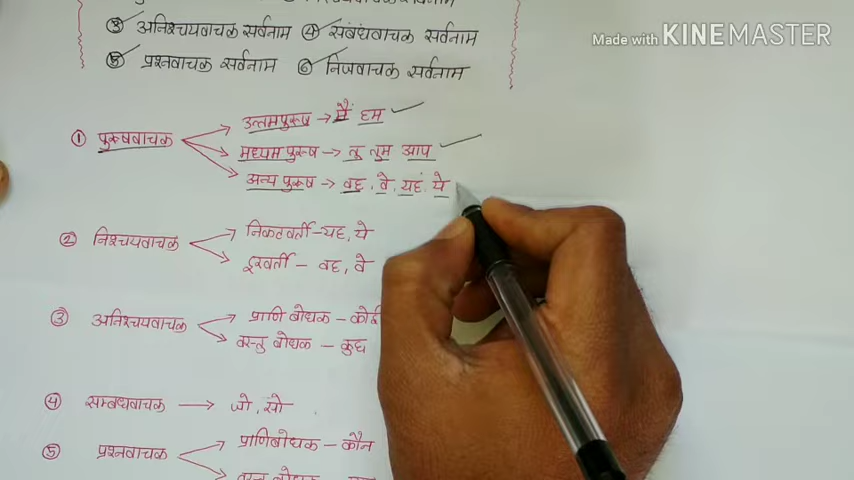 ③ अनिश्चयवाचक सर्वनाम ④ संबंधवाचक सर्वनाम
⑤ प्रश्नवाचक सर्वनाम ⑥ निजवाचक सर्वनाम
Made with KINEMASTER
① पुरुषवाचक
उत्तमपुरुष → मैं हम
मध्यम पुरुष → तु तुम आप
अन्य पुरुष → वह, वे, यह, ये
② निश्चयवाचक
निकटवर्ती - यह, ये
दूरवर्ती - वह, वे
③ अनिश्चयवाचक
प्राणि बोधक - कोई
वस्तु बोधक - कुछ
④ सम्बधवाचक → जो, सो
⑤ प्रश्नवाचक
प्राणिबोधक - कौन